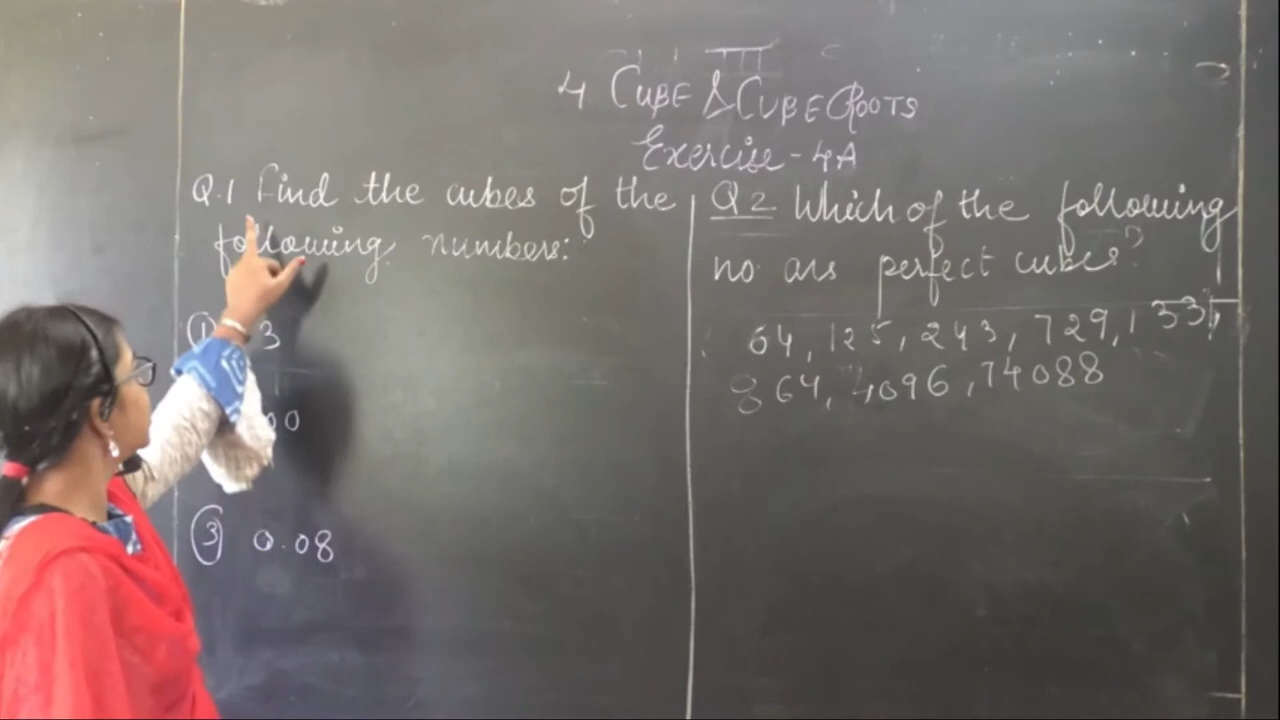 4. CUBE & CUBE ROOTS
Exercise-4A
Q.1 Find the cubes of the
following numbers:
① 3
00
③ 0.08
Q2 Which of the following
no are perfect cubes?
64, 125, 243, 729, 1331,
864, 4096, 74088